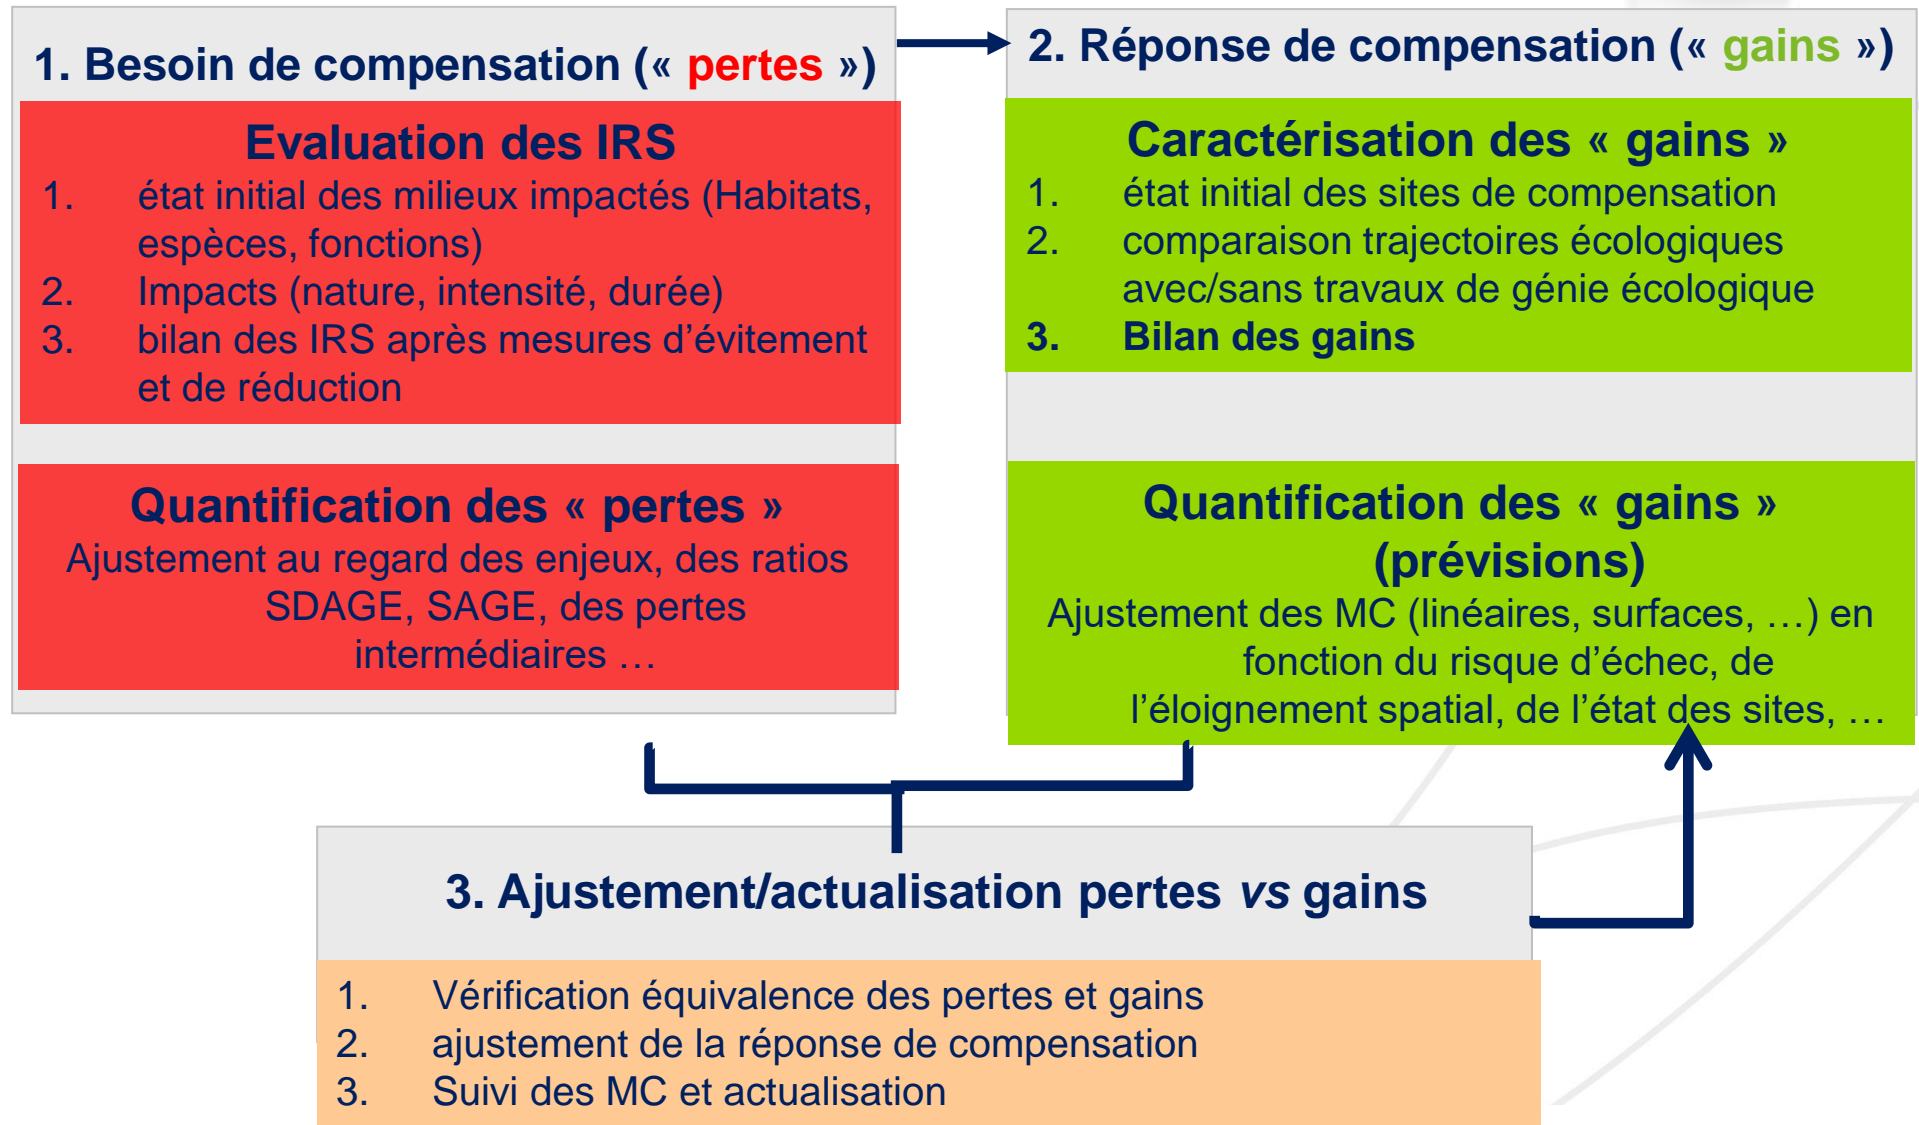 1. Besoin de compensation (« pertes »)
Evaluation des IRS
1. état initial des milieux impactés (Habitats,
espèces, fonctions)
2. Impacts (nature, intensité, durée)
3. bilan des IRS après mesures d’évitement
et de réduction
Quantification des « pertes »
Ajustement au regard des enjeux, des ratios
SDAGE, SAGE, des pertes
intermédiaires …
2. Réponse de compensation (« gains »)
Caractérisation des « gains »
1. état initial des sites de compensation
2. comparaison trajectoires écologiques
avec/sans travaux de génie écologique
3. Bilan des gains
Quantification des « gains »
(prévisions)
Ajustement des MC (linéaires, surfaces, …) en
fonction du risque d’échec, de
l’éloignement spatial, de l’état des sites, …
3. Ajustement/actualisation pertes vs gains
1. Vérification équivalence des pertes et gains
2. ajustement de la réponse de compensation
3. Suivi des MC et actualisation